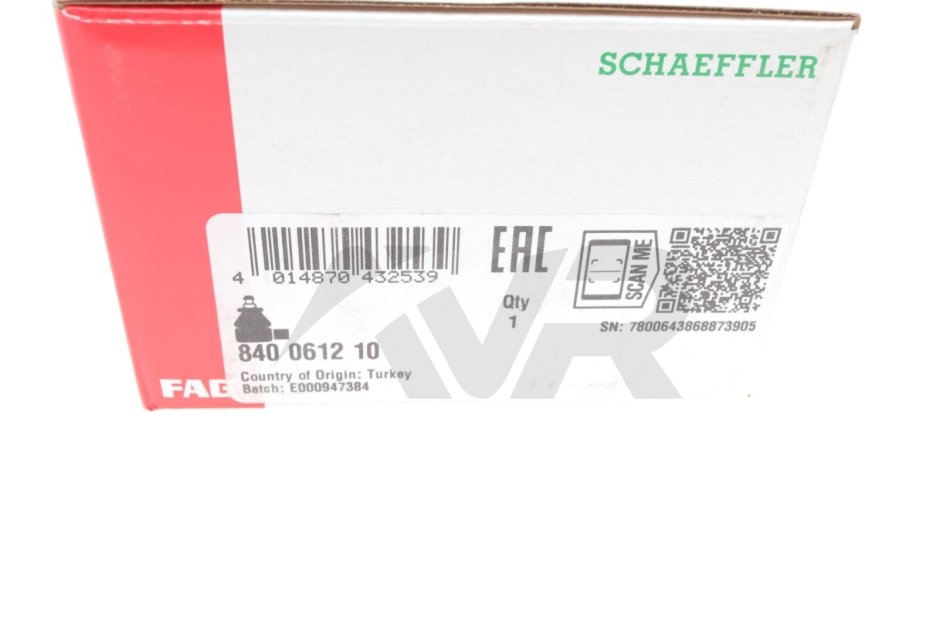 SCHAEFFLER
EAC
SCAN ME
4 014870 432539
Qty
1
SN: 7800643868873905
840 0612 10
Country of Origin: Turkey
Batch: E000947384
FAG
VR